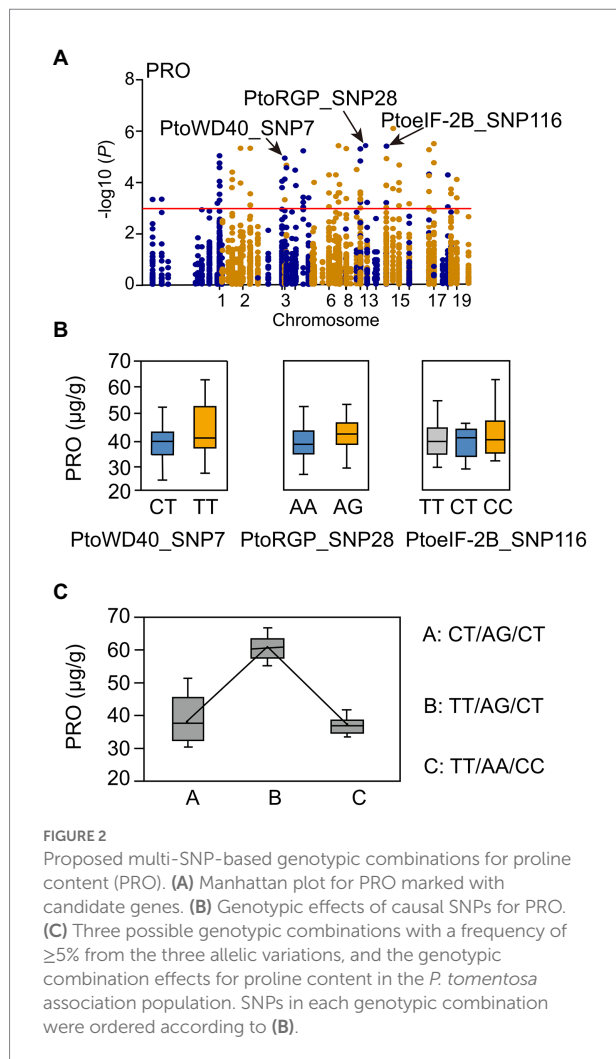 A
PRO
PtoRGP_SNP28
PtoWD40_SNP7
PtoeIF-2B_SNP116
-log10 (P)
8
6
4
2
0
1 2 3 6 8 13 15 17 19
Chromosome
B
PRO (µg/g)
70
60
50
40
30
20
CT TT
AA AG
TT CT CC
PtoWD40_SNP7 PtoRGP_SNP28 PtoeIF-2B_SNP116
C
PRO (µg/g)
70
60
50
40
30
20
A B C
A: CT/AG/CT
B: TT/AG/CT
C: TT/AA/CC
FIGURE 2
Proposed multi-SNP-based genotypic combinations for proline
content (PRO). (A) Manhattan plot for PRO marked with
candidate genes. (B) Genotypic effects of causal SNPs for PRO.
(C) Three possible genotypic combinations with a frequency of
≥5% from the three allelic variations, and the genotypic
combination effects for proline content in the P. tomentosa
association population. SNPs in each genotypic combination
were ordered according to (B).